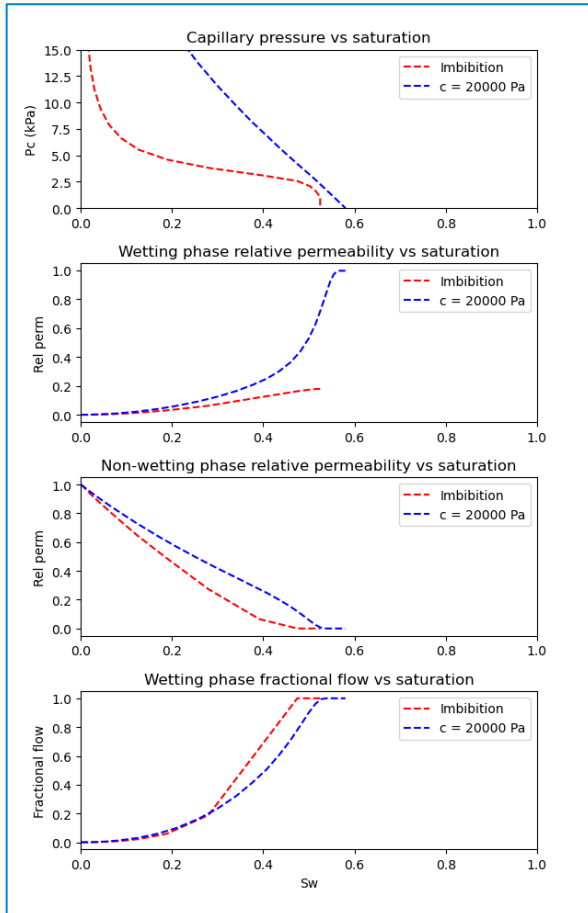 Capillary pressure vs saturation
15.0
12.5
10.0
7.5
5.0
2.5
0.0
Pc (kPa)
Imbibition
c = 20000 Pa
0.0 0.2 0.4 0.6 0.8 1.0
Wetting phase relative permeability vs saturation
1.0
0.8
0.6
0.4
0.2
0.0
Rel perm
Imbibition
c = 20000 Pa
0.0 0.2 0.4 0.6 0.8 1.0
Non-wetting phase relative permeability vs saturation
1.0
0.8
0.6
0.4
0.2
0.0
Rel perm
Imbibition
c = 20000 Pa
0.0 0.2 0.4 0.6 0.8 1.0
Wetting phase fractional flow vs saturation
1.0
0.8
0.6
0.4
0.2
0.0
Fractional flow
Imbibition
c = 20000 Pa
0.0 0.2 0.4 0.6 0.8 1.0
Sw